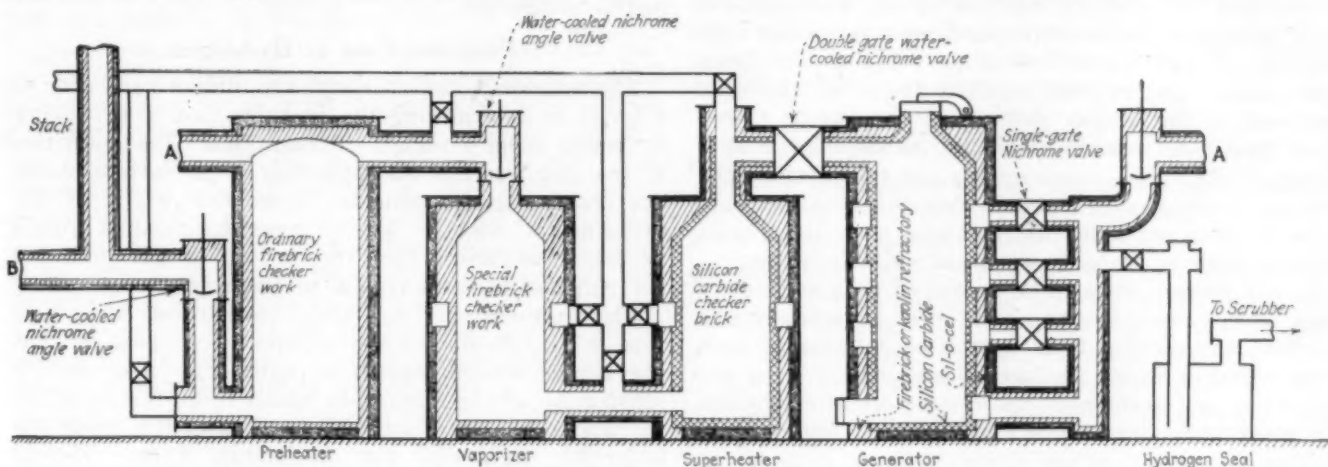 Water-cooled nichrome
angle valve
Double gate water-
cooled nichrome valve
Stack
A
Single-gate
Nichrome valve
A
B
Ordinary
firebrick
checker
work
Special
firebrick
checker
work
Silicon
carbide
checker
brick
Firebrick or kaolin refractory
Silicon Carbide
Sil-o-cel
Water-cooled
nichrome
angle valve
To Scrubber
Preheater
Vaporizer
Superheater
Generator
Hydrogen Seal